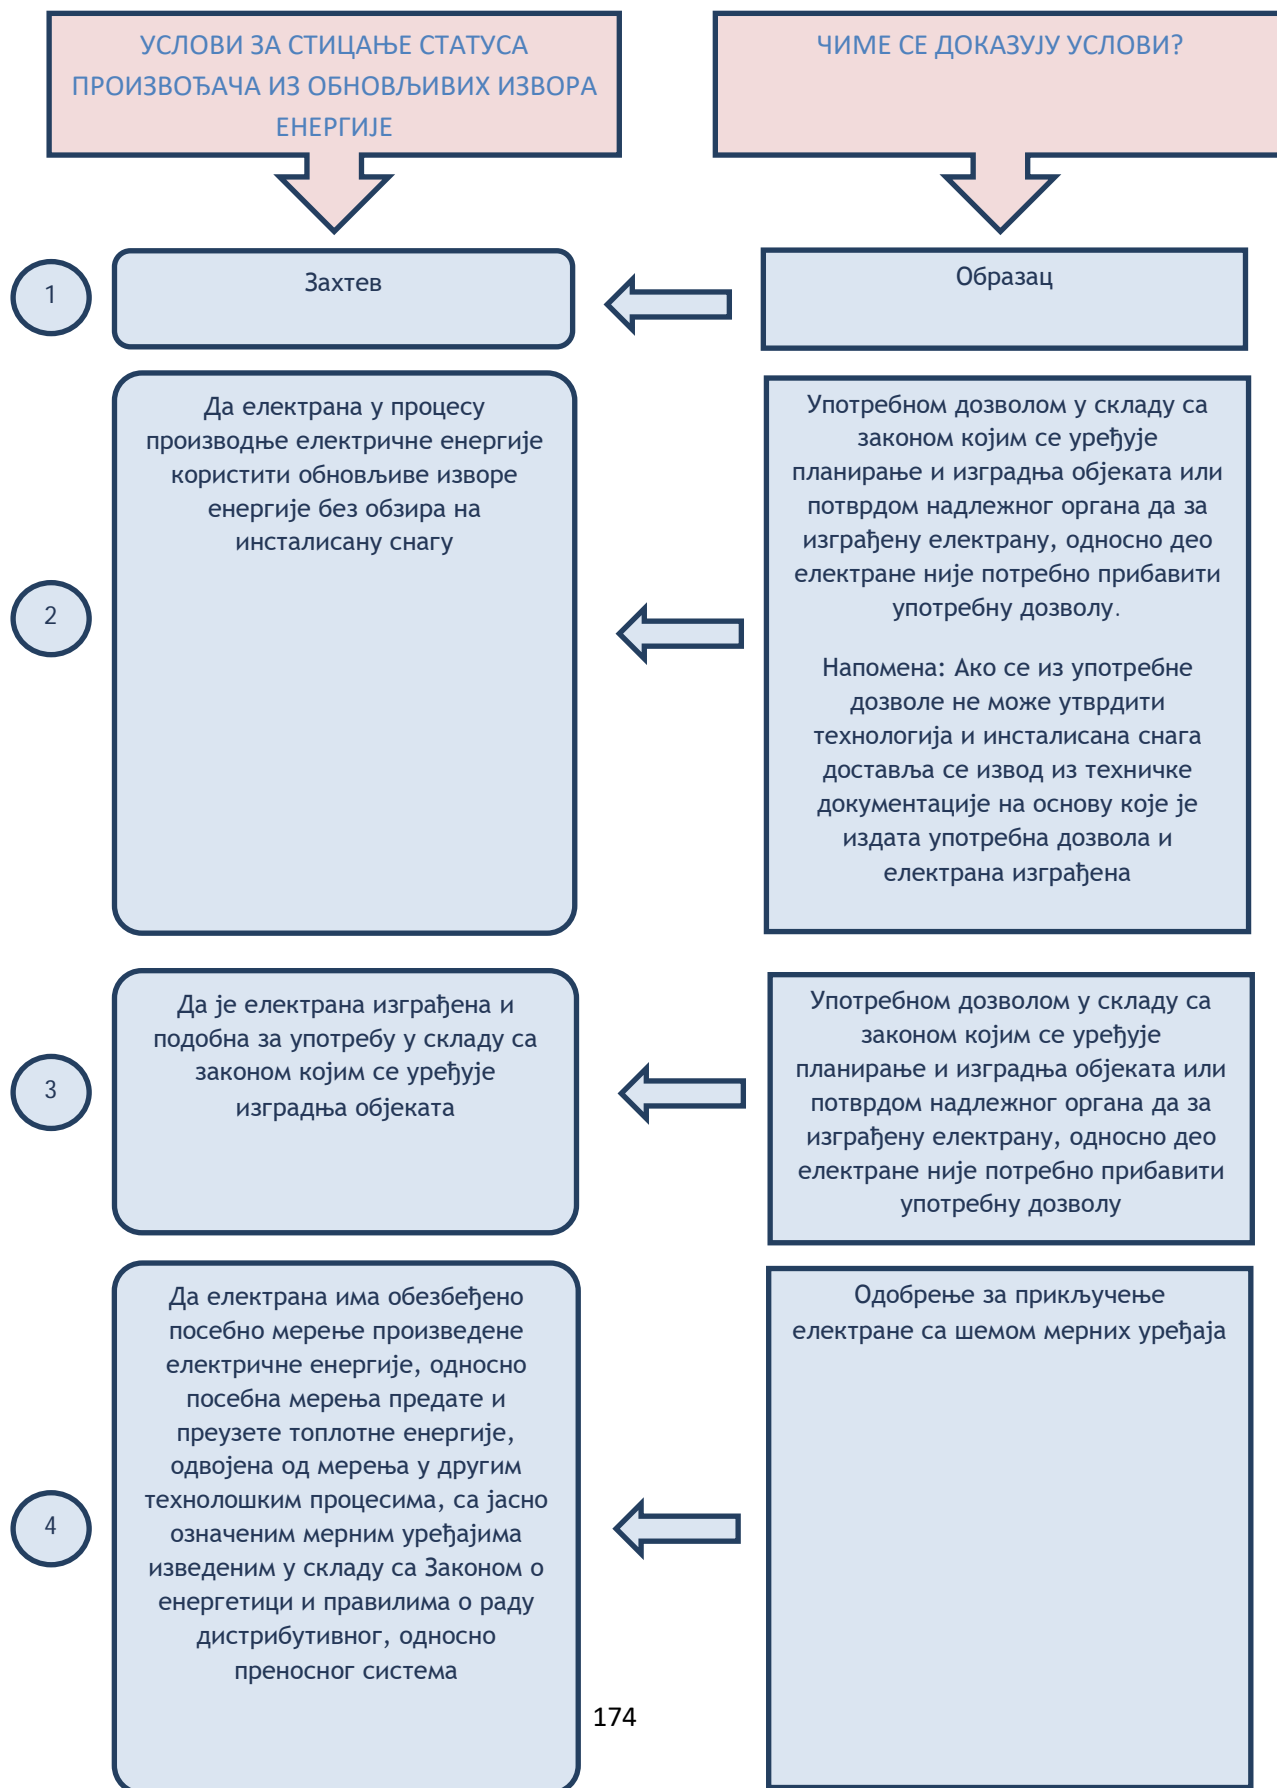 УСЛОВИ ЗА СТИЦАЊЕ СТАТУСА
ПРОИЗВОЂАЧА ИЗ ОБНОВЉИВИХ ИЗВОРА
ЕНЕРГИЈЕ
ЧИМЕ СЕ ДОКАЗУЈУ УСЛОВИ?
1
Захтев
Образац
2
Да електрана у процесу
производње електричне енергије
користити обновљиве изворе
енергије без обзира на
инсталисану снагу
Употребном дозволом у складу са
законом којим се уређује
планирање и изградња објеката или
потврдом надлежног органа да за
изграђену електрану, односно део
електране није потребно прибавити
употребну дозволу.
Напомена: Ако се из употребне
дозволе не може утврдити
технологија и инсталисана снага
доставља се извод из техничке
документације на основу које је
издата употребна дозвола и
електрана изграђена
3
Да је електрана изграђена и
подобна за употребу у складу са
законом којим се уређује
изградња објеката
Употребном дозволом у складу са
законом којим се уређује
планирање и изградња објеката или
потврдом надлежног органа да за
изграђену електрану, односно део
електране није потребно прибавити
употребну дозволу
4
Да електрана има обезбеђено
посебно мерење произведене
електричне енергије, односно
посебна мерења предате и
преузете топлотне енергије,
одвојена од мерења у другим
технолошким процесима, са јасно
означеним мерним уређајима
изведеним у складу са Законом о
енергетици и правилима о раду
дистрибутивног, односно
преносног система
Одобрење за прикључење
електране са шемом мерних уређаја
174